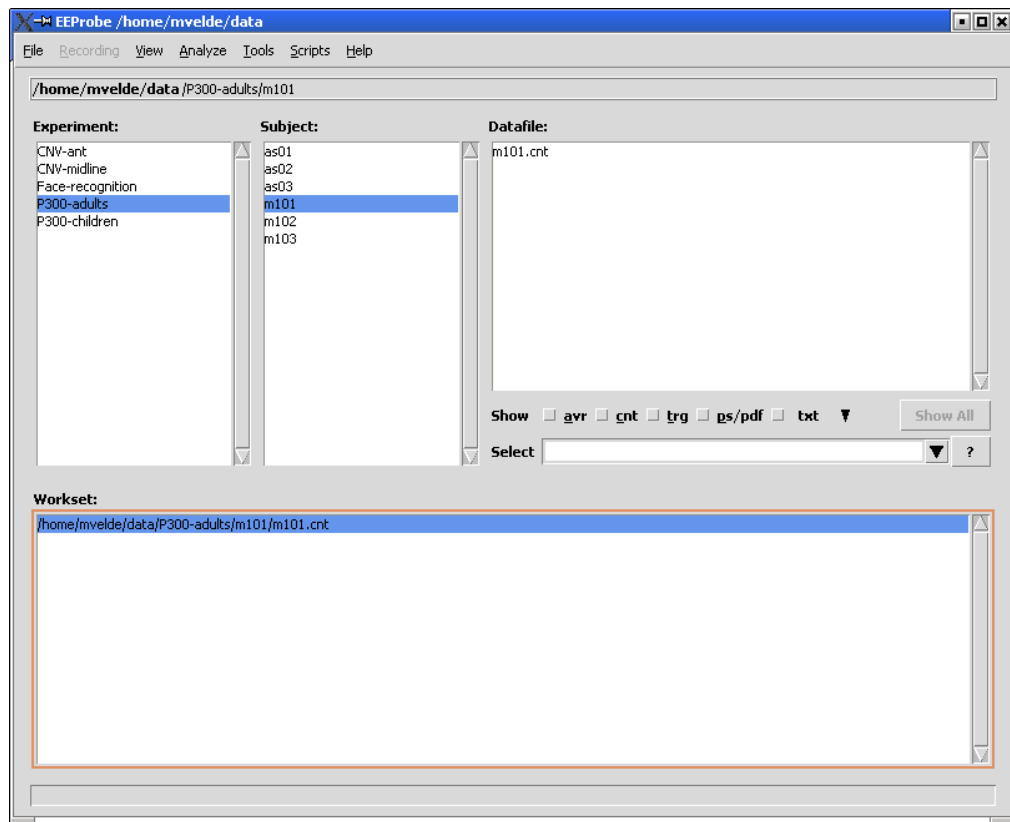 EEProbe /home/mvelde/data
File Recording View Analyze Tools Scripts Help
/home/mvelde/data /P300-adults/m101
Experiment: Subject: Datafile:
CNV-ant as01 m101.cnt
CNV-midline as02
Face-recognition as03
P300-adults m101
P300-children m102
m103
Show avr cnt trg ps/pdf txt Show All
Select ?
Workset:
/home/mvelde/data/P300-adults/m101/m101.cnt